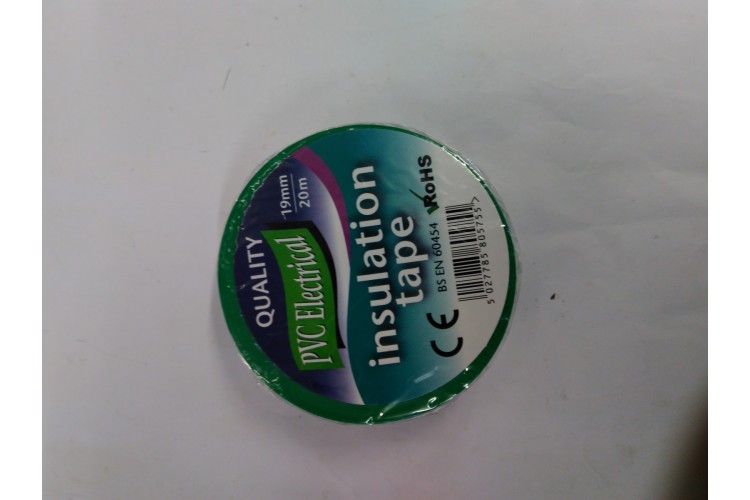 QUALITY
19mm
20m
PVC Electrical
insulation
tape
CE
BS EN 60454
RoHS
5 027785 805755 >